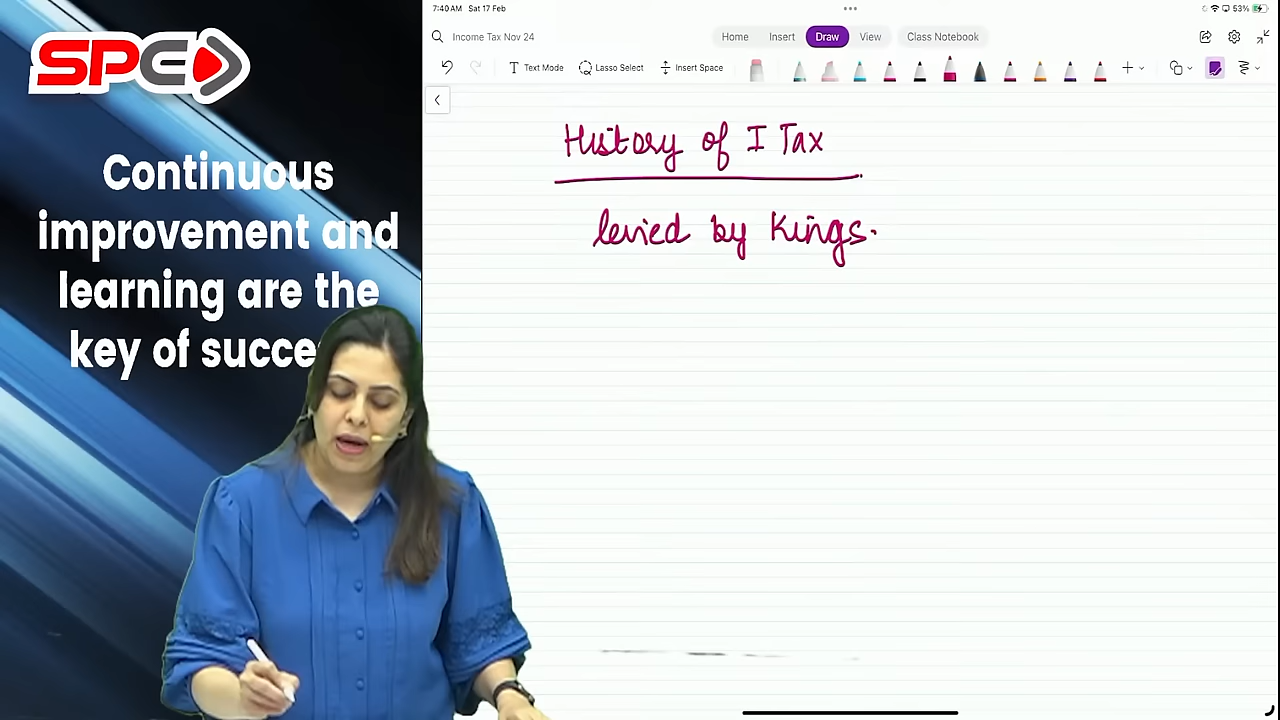 SPC
Continuous
improvement and
learning are the
key of succe
7:40 AM Sat 17 Feb
53%
Income Tax Nov 24
Home Insert Draw View Class Notebook
Text Mode Lasso Select Insert Space
History of I Tax
levied by Kings.